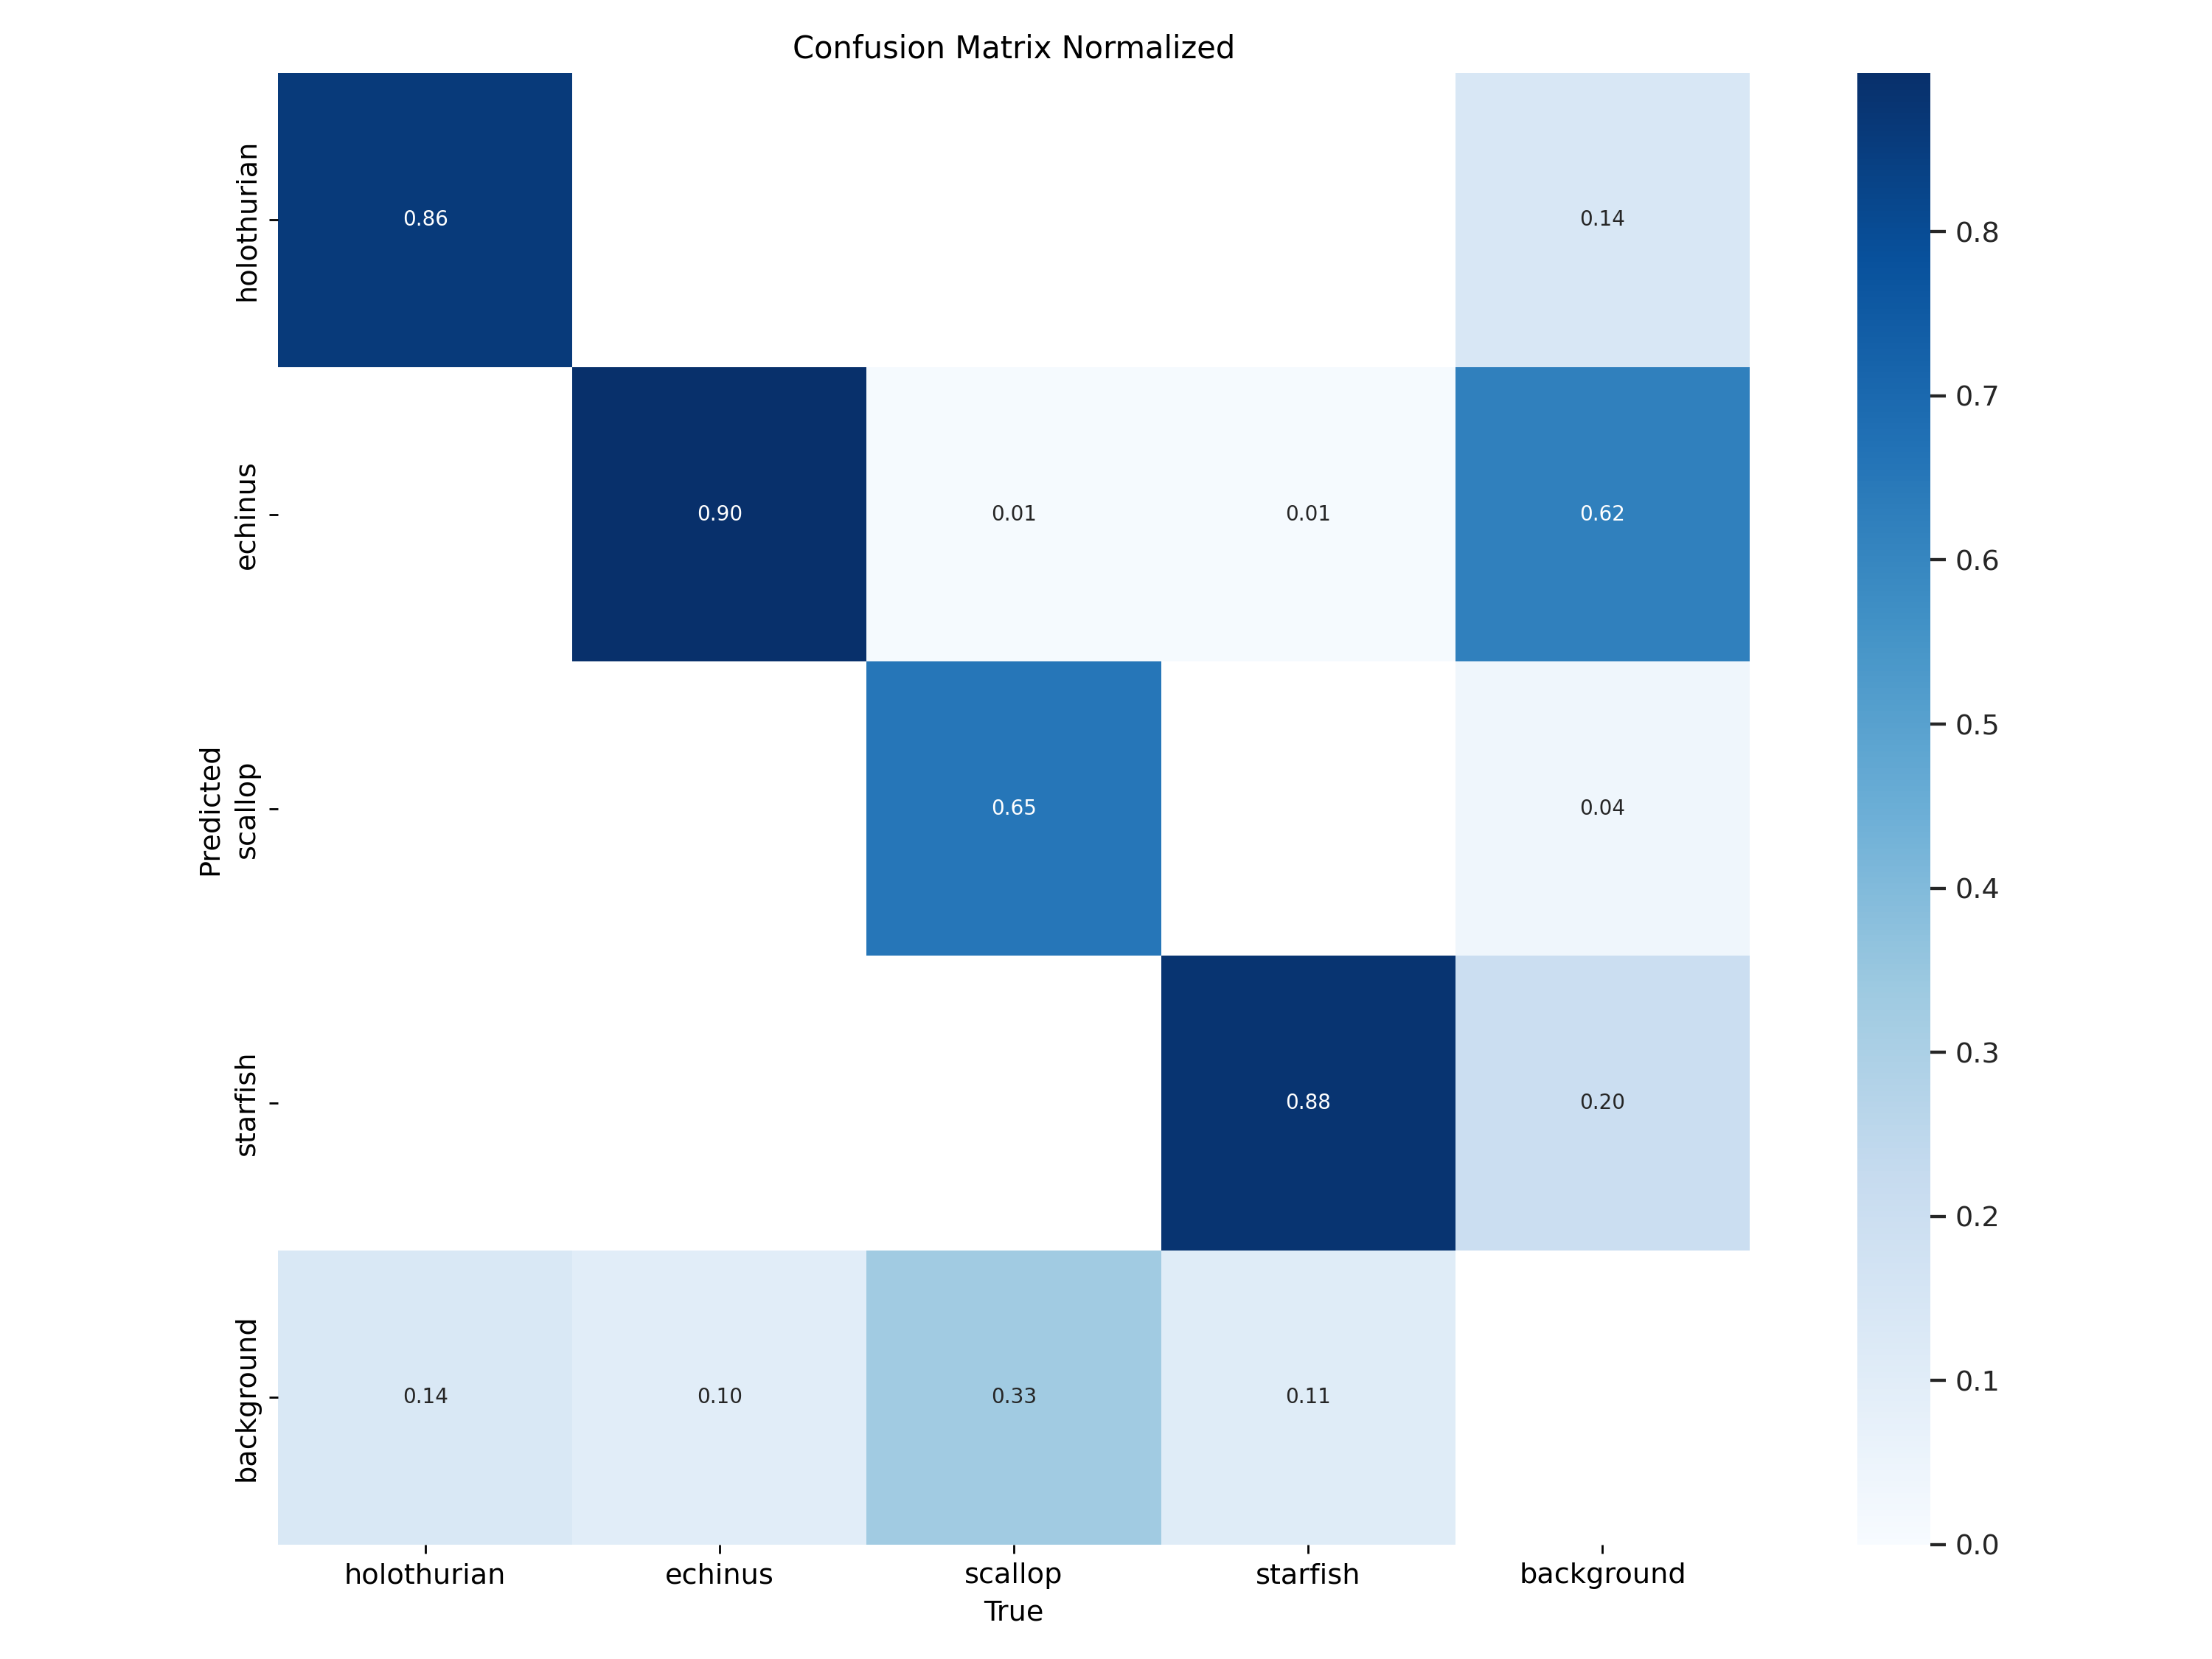 Confusion Matrix Normalized
holothurian
0.86
0.14
echinus
0.90
0.01
0.01
0.62
Predicted
scallop
0.65
0.04
starfish
0.88
0.20
background
0.14
0.10
0.33
0.11
holothurian
echinus
scallop
starfish
background
True
0.8
0.7
0.6
0.5
0.4
0.3
0.2
0.1
0.0